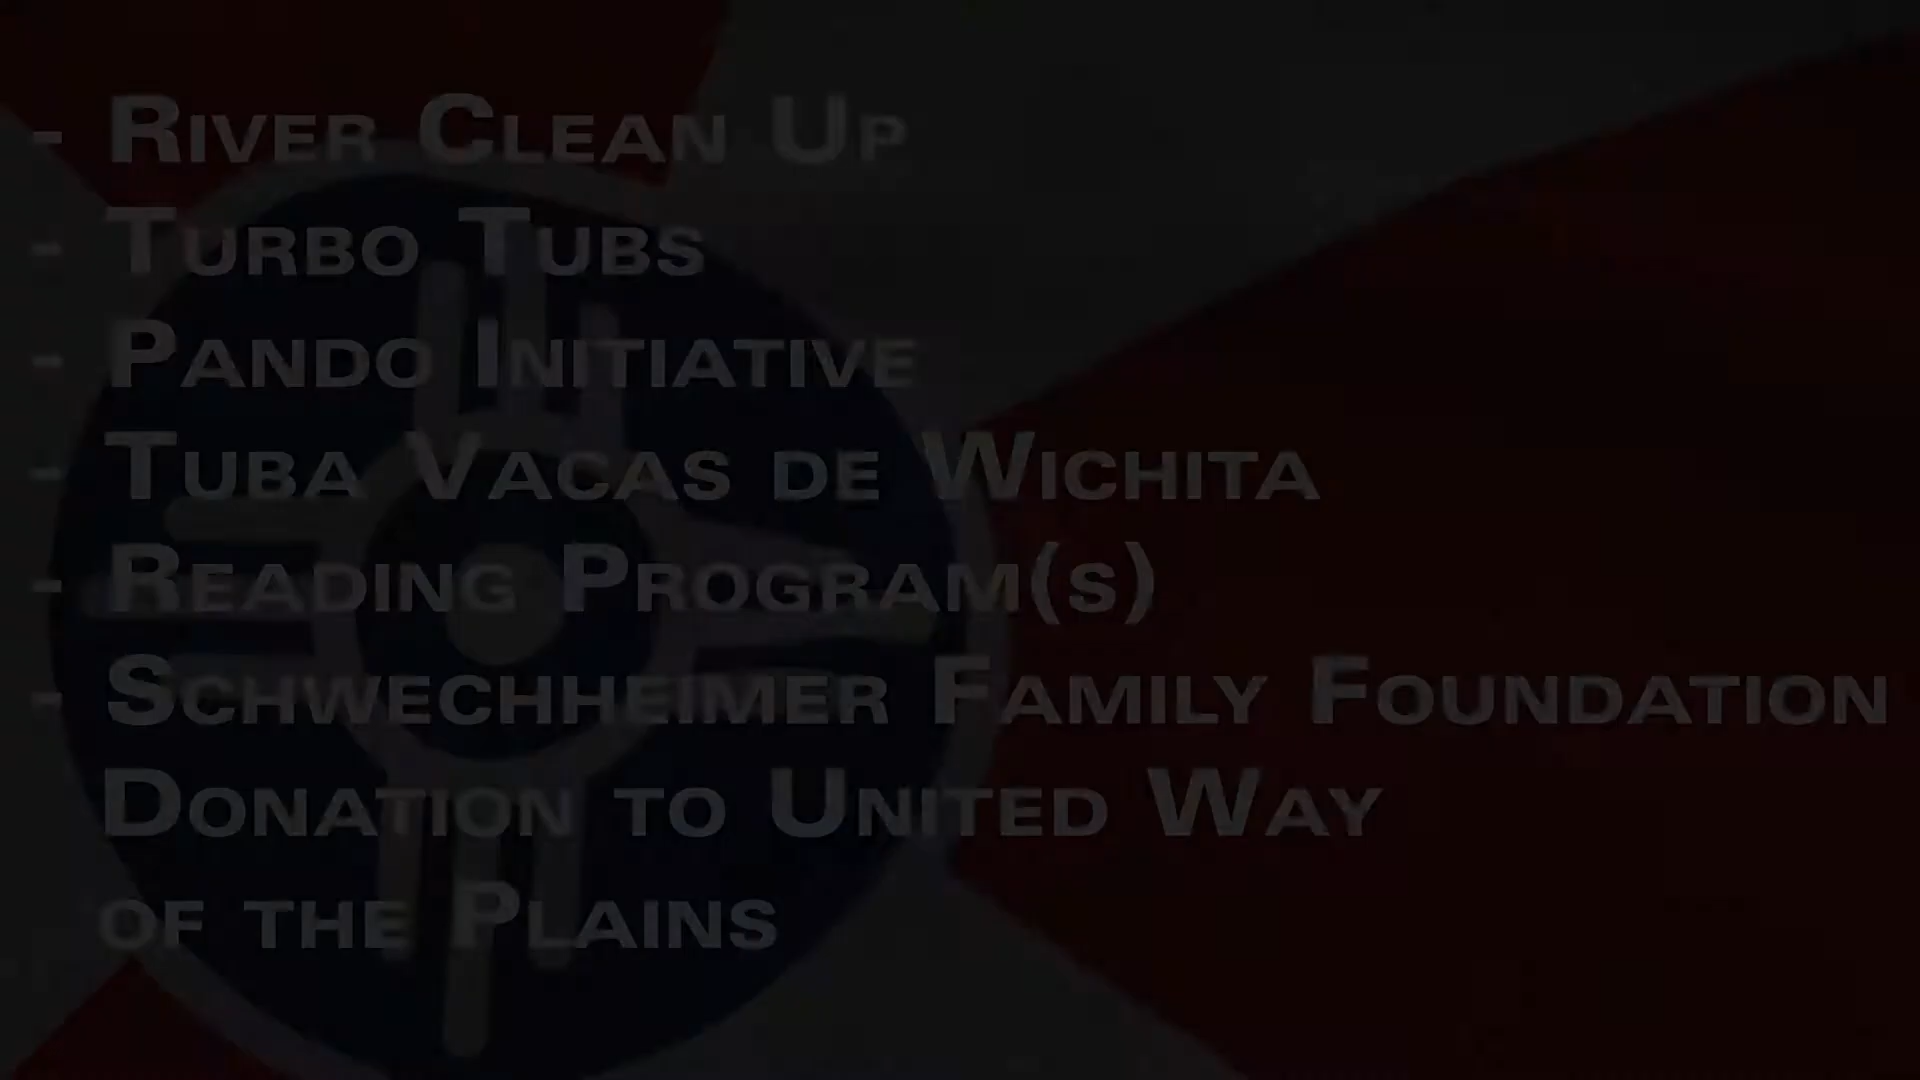 - River Clean Up
- Turbo Tubs
- Pando Initiative
- Tuba Vacas de Wichita
- Reading Program(s)
- Schwechheimer Family Foundation
Donation to United Way
of the Plains